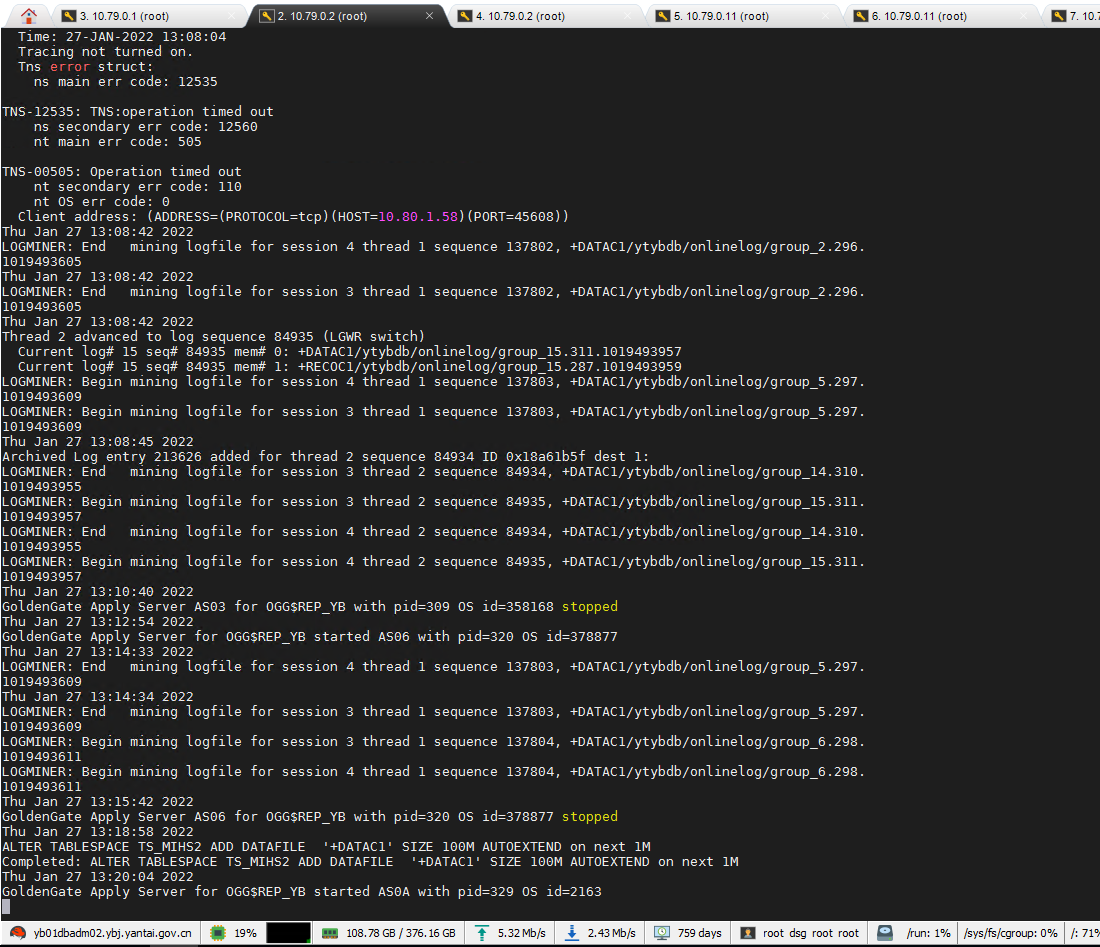 3. 10.79.0.1 (root)
2. 10.79.0.2 (root)
4. 10.79.0.2 (root)
5. 10.79.0.11 (root)
6. 10.79.0.11 (root)
7. 10.7
Time: 27-JAN-2022 13:08:04
Tracing not turned on.
Tns error struct:
ns main err code: 12535
TNS-12535: TNS:operation timed out
ns secondary err code: 12560
nt main err code: 505
TNS-00505: Operation timed out
nt secondary err code: 110
nt OS err code: 0
Client address: (ADDRESS=(PROTOCOL=tcp)(HOST=10.80.1.58)(PORT=45608))
Thu Jan 27 13:08:42 2022
LOGMINER: End   mining logfile for session 4 thread 1 sequence 137802, +DATAC1/ytybdb/onlinelog/group_2.296.
1019493605
Thu Jan 27 13:08:42 2022
LOGMINER: End   mining logfile for session 3 thread 1 sequence 137802, +DATAC1/ytybdb/onlinelog/group_2.296.
1019493605
Thu Jan 27 13:08:42 2022
Thread 2 advanced to log sequence 84935 (LGWR switch)
Current log# 15 seq# 84935 mem# 0: +DATAC1/ytybdb/onlinelog/group_15.311.1019493957
Current log# 15 seq# 84935 mem# 1: +RECOC1/ytybdb/onlinelog/group_15.287.1019493959
LOGMINER: Begin mining logfile for session 4 thread 1 sequence 137803, +DATAC1/ytybdb/onlinelog/group_5.297.
1019493609
LOGMINER: Begin mining logfile for session 3 thread 1 sequence 137803, +DATAC1/ytybdb/onlinelog/group_5.297.
1019493609
Thu Jan 27 13:08:45 2022
Archived Log entry 213626 added for thread 2 sequence 84934 ID 0x18a61b5f dest 1:
LOGMINER: End   mining logfile for session 3 thread 2 sequence 84934, +DATAC1/ytybdb/onlinelog/group_14.310.
1019493955
LOGMINER: Begin mining logfile for session 3 thread 2 sequence 84935, +DATAC1/ytybdb/onlinelog/group_15.311.
1019493957
LOGMINER: End   mining logfile for session 4 thread 2 sequence 84934, +DATAC1/ytybdb/onlinelog/group_14.310.
1019493955
LOGMINER: Begin mining logfile for session 4 thread 2 sequence 84935, +DATAC1/ytybdb/onlinelog/group_15.311.
1019493957
Thu Jan 27 13:10:40 2022
GoldenGate Apply Server AS03 for OGG$REP_YB with pid=309 OS id=358168 stopped
Thu Jan 27 13:12:54 2022
GoldenGate Apply Server for OGG$REP_YB started AS06 with pid=320 OS id=378877
Thu Jan 27 13:14:33 2022
LOGMINER: End   mining logfile for session 4 thread 1 sequence 137803, +DATAC1/ytybdb/onlinelog/group_5.297.
1019493609
Thu Jan 27 13:14:34 2022
LOGMINER: End   mining logfile for session 3 thread 1 sequence 137803, +DATAC1/ytybdb/onlinelog/group_5.297.
1019493609
LOGMINER: Begin mining logfile for session 3 thread 1 sequence 137804, +DATAC1/ytybdb/onlinelog/group_6.298.
1019493611
LOGMINER: Begin mining logfile for session 4 thread 1 sequence 137804, +DATAC1/ytybdb/onlinelog/group_6.298.
1019493611
Thu Jan 27 13:15:42 2022
GoldenGate Apply Server AS06 for OGG$REP_YB with pid=320 OS id=378877 stopped
Thu Jan 27 13:18:58 2022
ALTER TABLESPACE TS_MIHS2 ADD DATAFILE  '+DATAC1' SIZE 100M AUTOEXTEND on next 1M
Completed: ALTER TABLESPACE TS_MIHS2 ADD DATAFILE  '+DATAC1' SIZE 100M AUTOEXTEND on next 1M
Thu Jan 27 13:20:04 2022
GoldenGate Apply Server for OGG$REP_YB started AS0A with pid=329 OS id=2163
yb01dbadm02.ybj.yantai.gov.cn 19% 108.78 GB / 376.16 GB 5.32 Mb/s 2.43 Mb/s 759 days root dsg root root /run: 1% /sys/fs/cgroup: 0% /: 71%